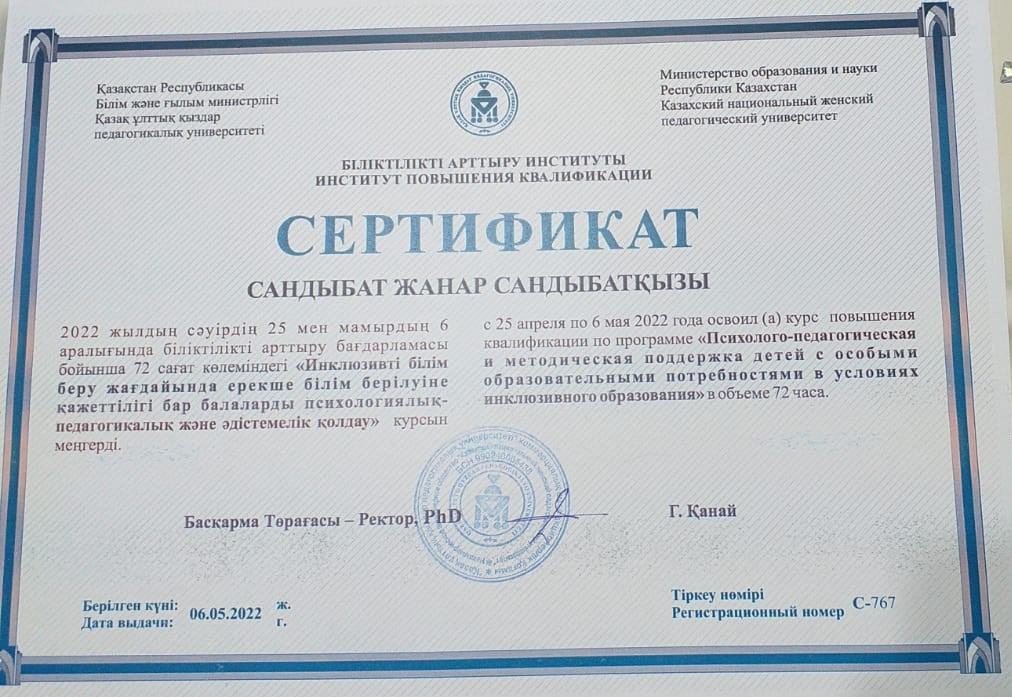 Қазақстан Республикасы
Білім және ғылым министрлігі
Қазақ ұлттық қыздар
педагогикалық университеті
Министерство образования и науки
Республики Казахстан
Казахский национальный женский
педагогический университет
БІЛІКТІЛІКТІ АРТТЫРУ ИНСТИТУТЫ
ИНСТИТУТ ПОВЫШЕНИЯ КВАЛИФИКАЦИИ
СЕРТИФИКАТ
САНДЫБАТ ЖАНАР САНДЫБАТҚЫЗЫ
2022 жылдың сәуірдің 25 мен мамырдың 6
аралығында біліктілікті арттыру бағдарламасы
бойынша 72 сағат көлеміндегі «Инклюзивті білім
беру жағдайында ерекше білім берілуіне
қажеттілігі бар балаларды психологиялық-
педагогикалық және әдістемелік қолдау» курсын
меңгерді.
с 25 апреля по 6 мая 2022 года освоил (а) курс повышения
квалификации по программе «Психолого-педагогическая
и методическая поддержка детей с особыми
образовательными потребностями в условиях
инклюзивного образования» в объеме 72 часа.
Басқарма Төрағасы – Ректор, PhD
Г. Қанай
Берілген күні:
Дата выдачи:
06.05.2022
ж.
г.
Тіркеу нөмірі
Регистрационный номер
С-767